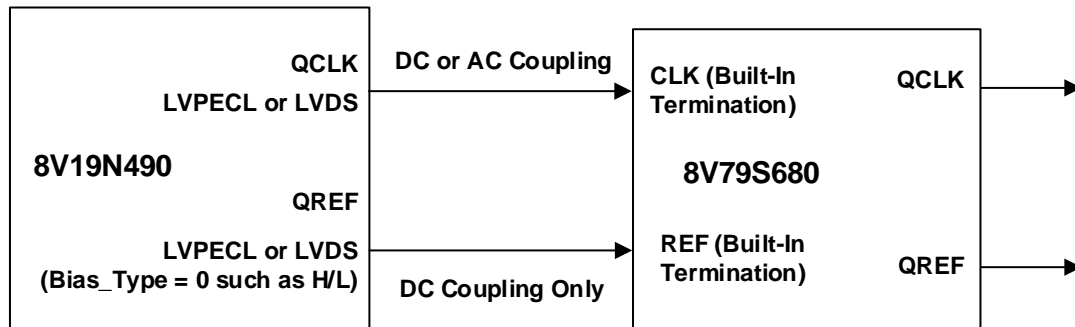 QCLK
LVPECL or LVDS
8V19N490
QREF
LVPECL or LVDS
(Bias_Type = 0 such as H/L)
DC or AC Coupling
DC Coupling Only
CLK (Built-In
Termination)
QCLK
8V79S680
REF (Built-In
Termination)
QREF